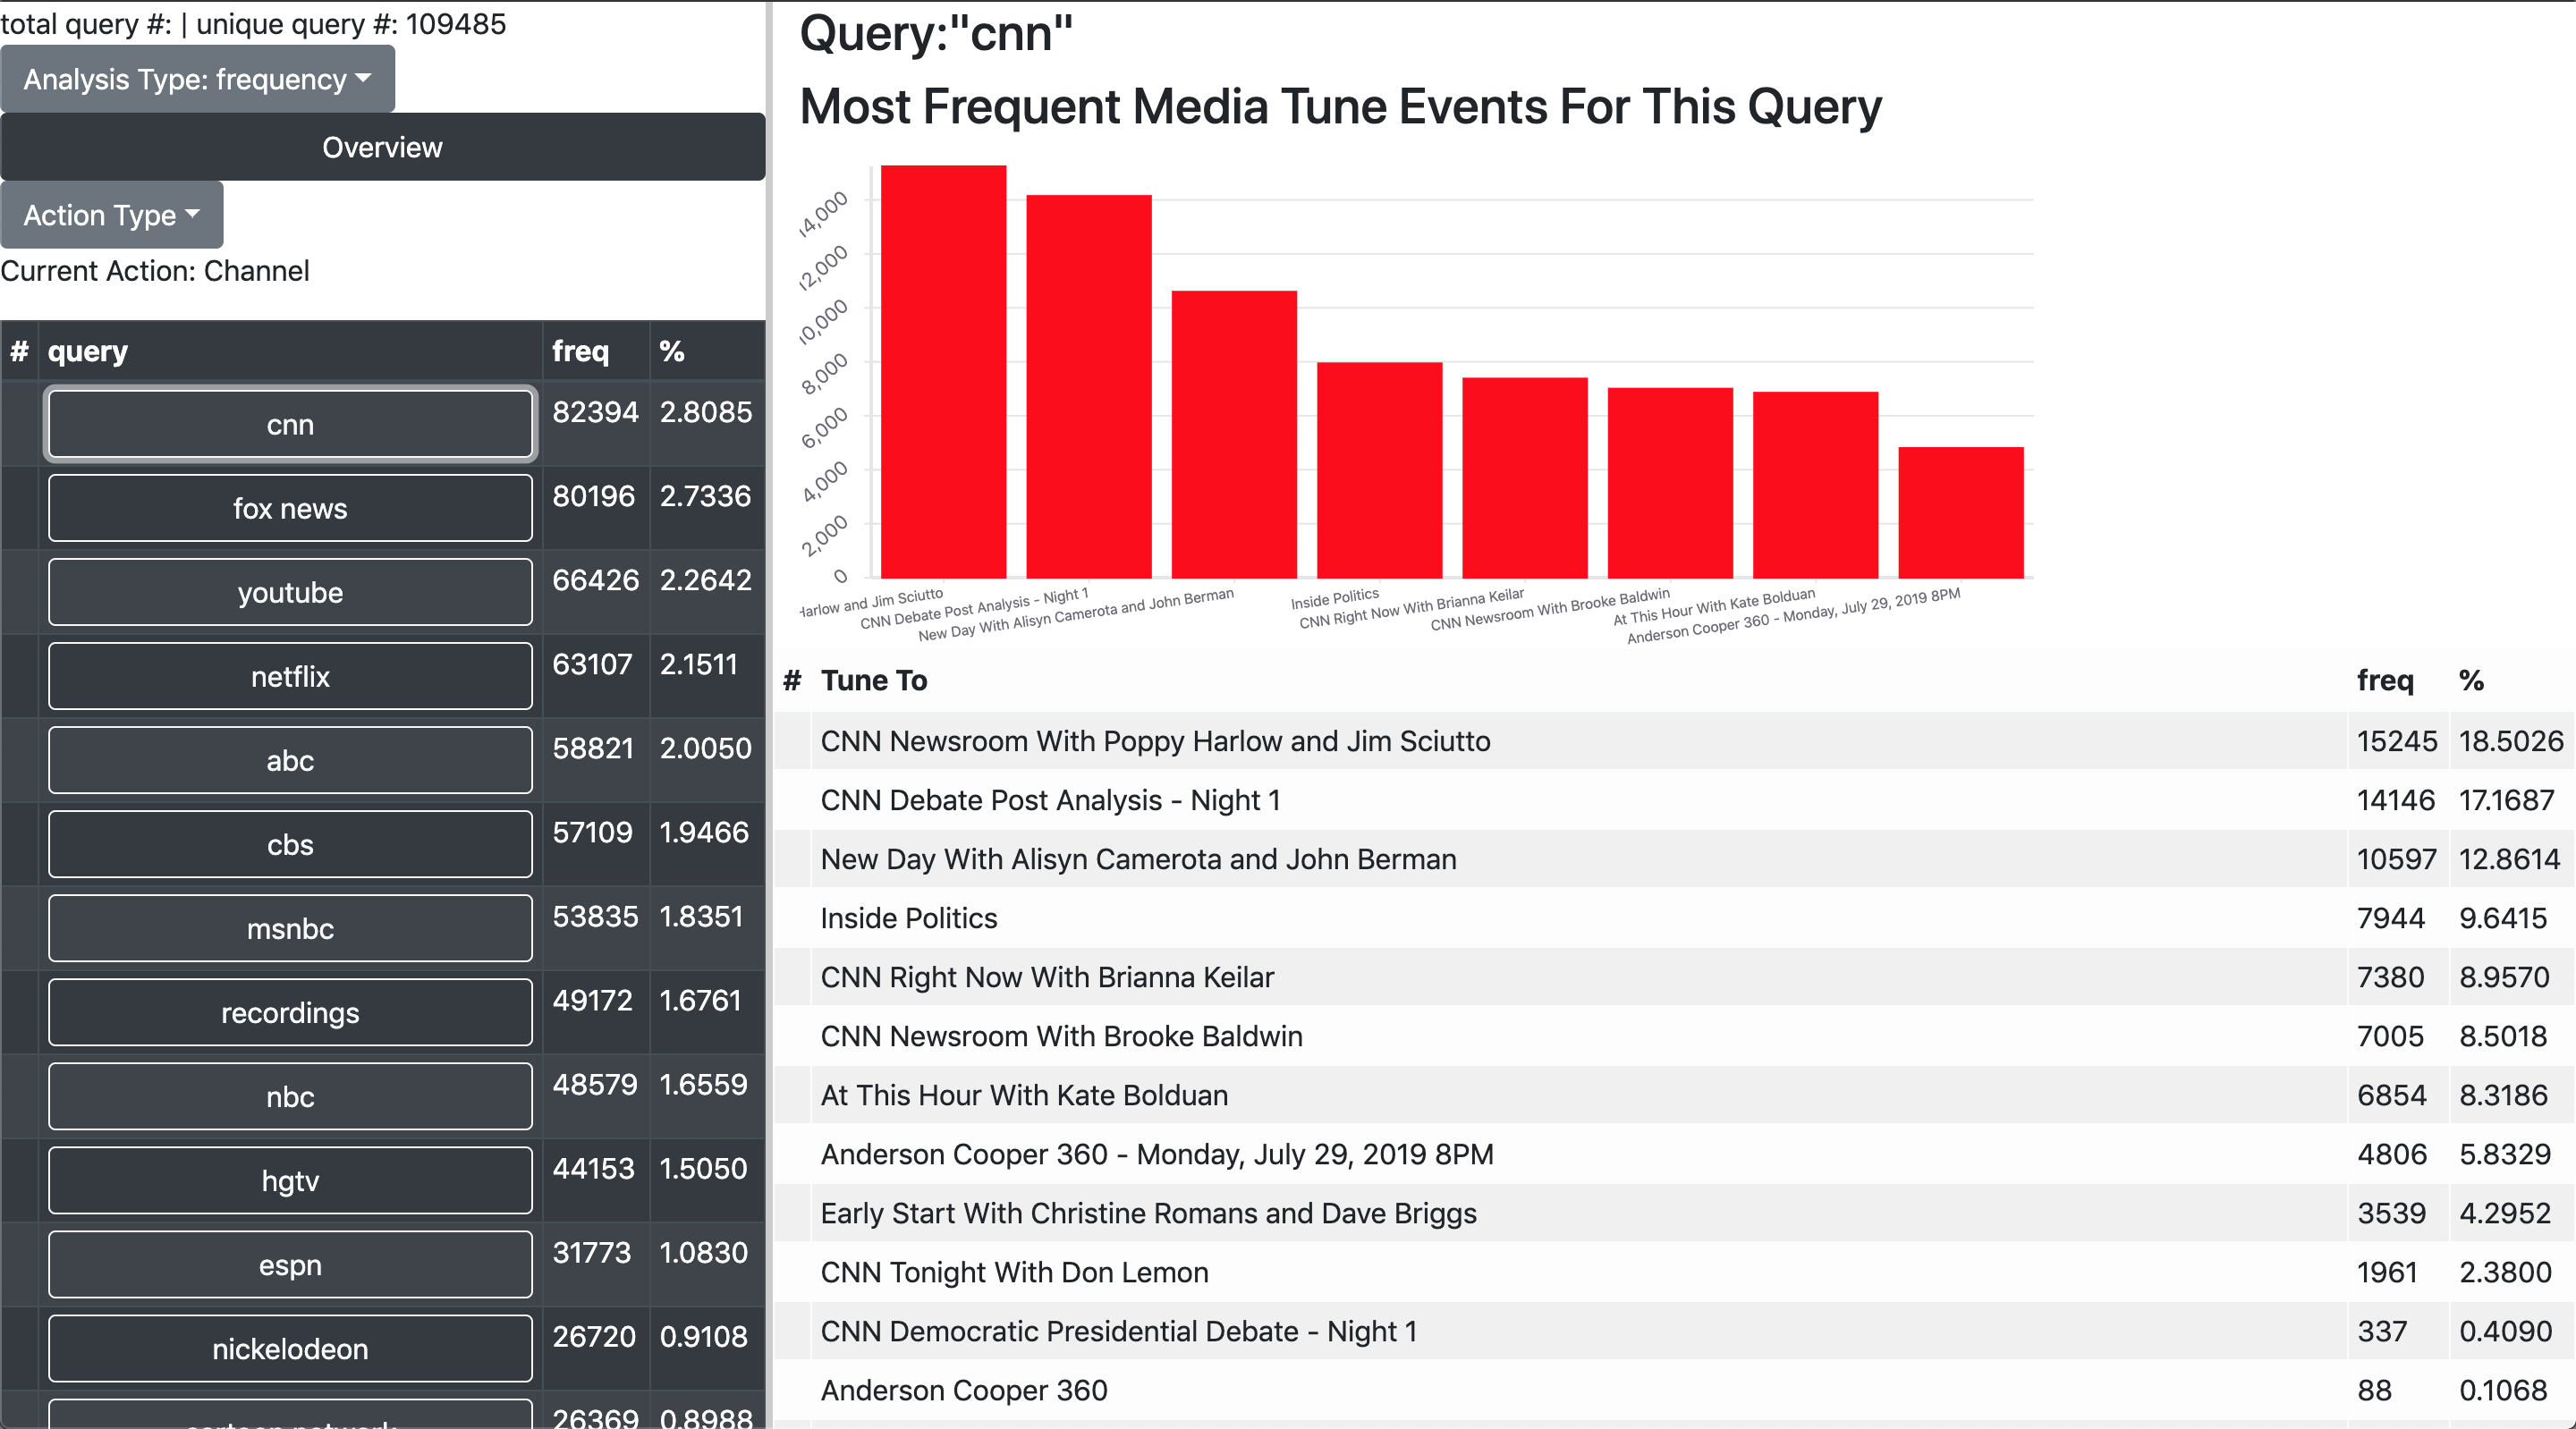 total query #: | unique query #: 109485
Analysis Type: frequency
Overview
Action Type
Current Action: Channel
# query freq %
cnn 82394 2.8085
fox news 80196 2.7336
youtube 66426 2.2642
netflix 63107 2.1511
abc 58821 2.0050
cbs 57109 1.9466
msnbc 53835 1.8351
recordings 49172 1.6761
nbc 48579 1.6559
hgtv 44153 1.5050
espn 31773 1.0830
nickelodeon 26720 0.9108
26369 0.8988
Query:"cnn"
Most Frequent Media Tune Events For This Query
14,000
12,000
10,000
8,000
6,000
4,000
2,000
0
Harlow and Jim Sciutto
CNN Debate Post Analysis - Night 1
New Day With Alisyn Camerota and John Berman
Inside Politics
CNN Right Now With Brianna Keilar
CNN Newsroom With Brooke Baldwin
At This Hour With Kate Bolduan
Anderson Cooper 360 - Monday, July 29, 2019 8PM
# Tune To freq %
CNN Newsroom With Poppy Harlow and Jim Sciutto 15245 18.5026
CNN Debate Post Analysis - Night 1 14146 17.1687
New Day With Alisyn Camerota and John Berman 10597 12.8614
Inside Politics 7944 9.6415
CNN Right Now With Brianna Keilar 7380 8.9570
CNN Newsroom With Brooke Baldwin 7005 8.5018
At This Hour With Kate Bolduan 6854 8.3186
Anderson Cooper 360 - Monday, July 29, 2019 8PM 4806 5.8329
Early Start With Christine Romans and Dave Briggs 3539 4.2952
CNN Tonight With Don Lemon 1961 2.3800
CNN Democratic Presidential Debate - Night 1 337 0.4090
Anderson Cooper 360 88 0.1068